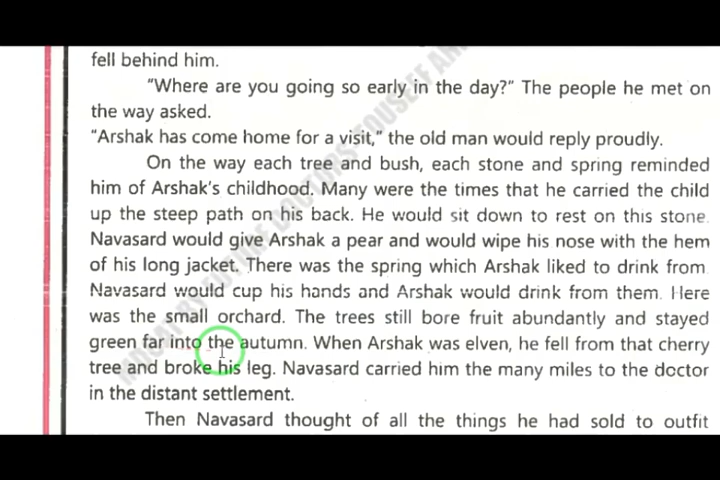 fell behind him.
"Where are you going so early in the day?" The people he met on
the way asked.
"Arshak has come home for a visit," the old man would reply proudly.
On the way each tree and bush, each stone and spring reminded
him of Arshak's childhood. Many were the times that he carried the child
up the steep path on his back. He would sit down to rest on this stone.
Navasard would give Arshak a pear and would wipe his nose with the hem
of his long jacket. There was the spring which Arshak liked to drink from.
Navasard would cup his hands and Arshak would drink from them. Here
was the small orchard. The trees still bore fruit abundantly and stayed
green far into the autumn. When Arshak was elven, he fell from that cherry
tree and broke his leg. Navasard carried him the many miles to the doctor
in the distant settlement.
Then Navasard thought of all the things he had sold to outfit